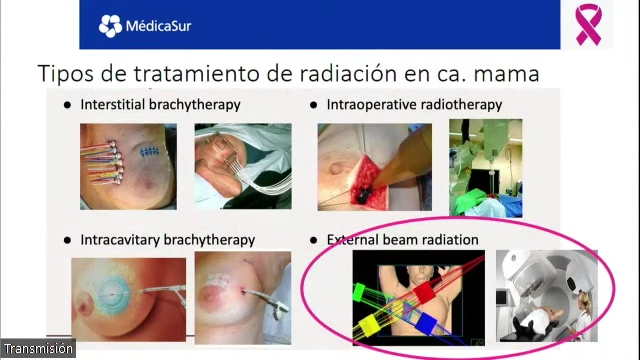 MédicaSur
Tipos de tratamiento de radiación en ca. mama
● Interstitial brachytherapy
● Intraoperative radiotherapy
● Intracavitary brachytherapy
● External beam radiation
Transmisión